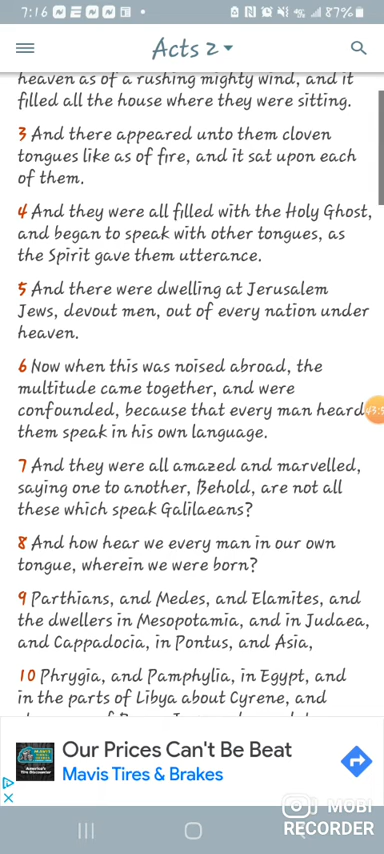 7:16
87%
Acts 2
heaven as of a rushing mighty wind, and it
filled all the house where they were sitting.
3 And there appeared unto them cloven
tongues like as of fire, and it sat upon each
of them.
4 And they were all filled with the Holy Ghost,
and began to speak with other tongues, as
the Spirit gave them utterance.
5 And there were dwelling at Jerusalem
Jews, devout men, out of every nation under
heaven.
6 Now when this was noised abroad, the
multitude came together, and were
confounded, because that every man heard
them speak in his own language.
7 And they were all amazed and marvelled,
saying one to another, Behold, are not all
these which speak Galilaeans?
8 And how hear we every man in our own
tongue, wherein we were born?
9 Parthians, and Medes, and Elamites, and
the dwellers in Mesopotamia, and in Judaea,
and Cappadocia, in Pontus, and Asia,
10 Phrygia, and Pamphylia, in Egypt, and
in the parts of Libya about Cyrene, and
Our Prices Can't Be Beat
Mavis Tires & Brakes
MOBI
RECORDER